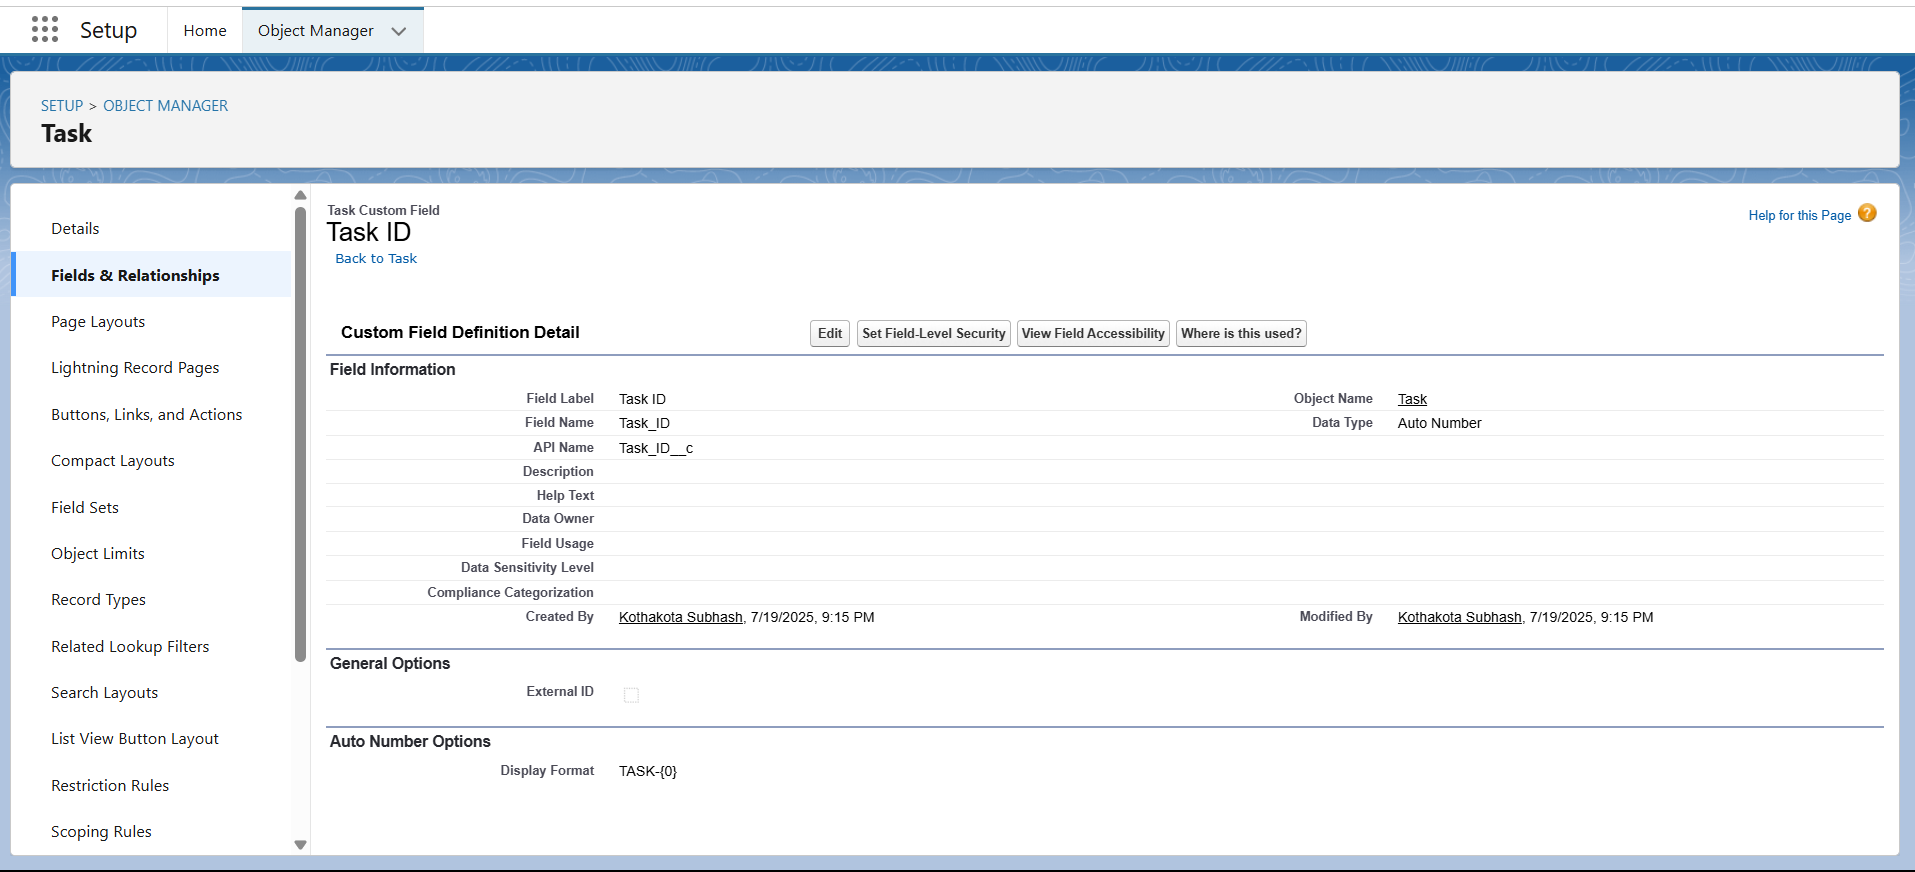 Setup
Home
Object Manager
SETUP > OBJECT MANAGER
Task
Details
Fields & Relationships
Page Layouts
Lightning Record Pages
Buttons, Links, and Actions
Compact Layouts
Field Sets
Object Limits
Record Types
Related Lookup Filters
Search Layouts
List View Button Layout
Restriction Rules
Scoping Rules
Task Custom Field
Task ID
Back to Task
Help for this Page ?
Custom Field Definition Detail
Edit
Set Field-Level Security
View Field Accessibility
Where is this used?
Field Information
Field Label Task ID Object Name Task
Field Name Task_ID Data Type Auto Number
API Name Task_ID__c
Description
Help Text
Data Owner
Field Usage
Data Sensitivity Level
Compliance Categorization
Created By Kothakota Subhash, 7/19/2025, 9:15 PM Modified By Kothakota Subhash, 7/19/2025, 9:15 PM
General Options
External ID
Auto Number Options
Display Format TASK-{0}